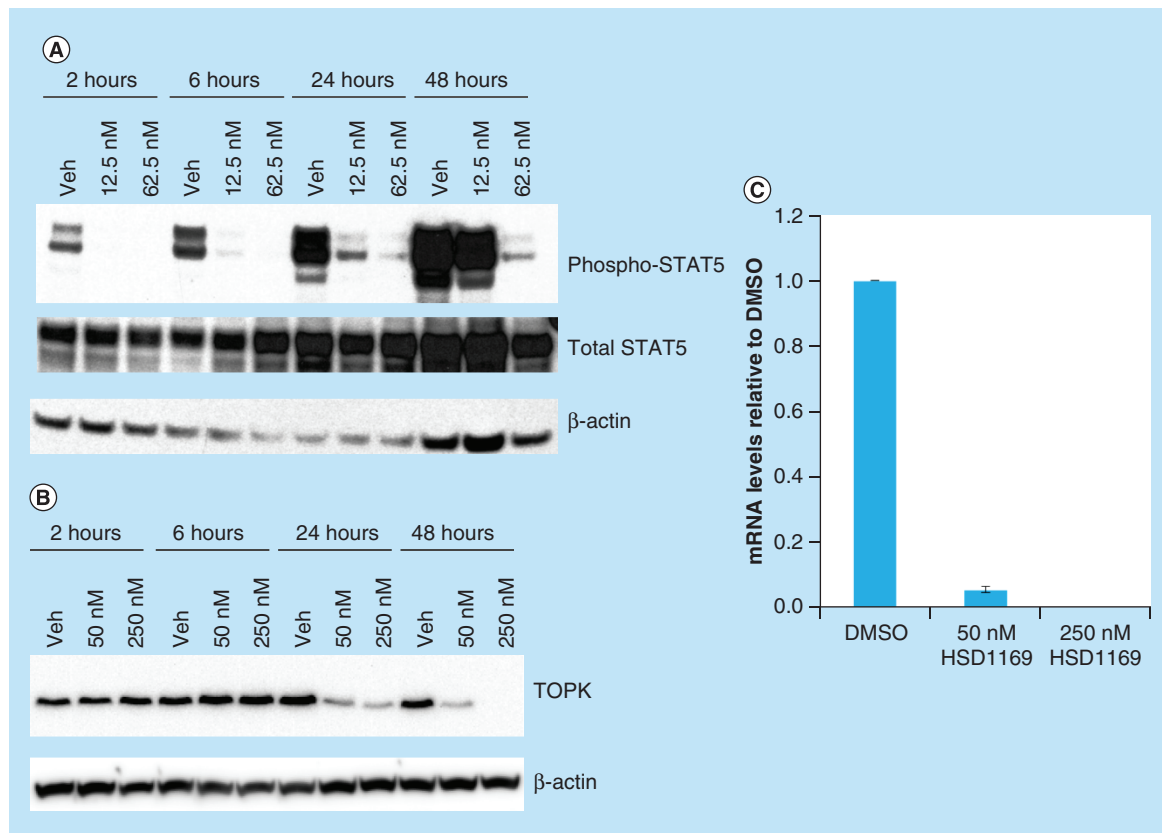 A
2 hours 6 hours 24 hours 48 hours
Veh 12.5 nM 62.5 nM Veh 12.5 nM 62.5 nM Veh 12.5 nM 62.5 nM Veh 12.5 nM 62.5 nM
Phospho-STAT5
Total STAT5
β-actin
B
2 hours 6 hours 24 hours 48 hours
Veh 50 nM 250 nM Veh 50 nM 250 nM Veh 50 nM 250 nM Veh 50 nM 250 nM
TOPK
β-actin
C
mRNA levels relative to DMSO
1.2
1.0
0.8
0.6
0.4
0.2
0.0
DMSO 50 nM 250 nM
HSD1169 HSD1169